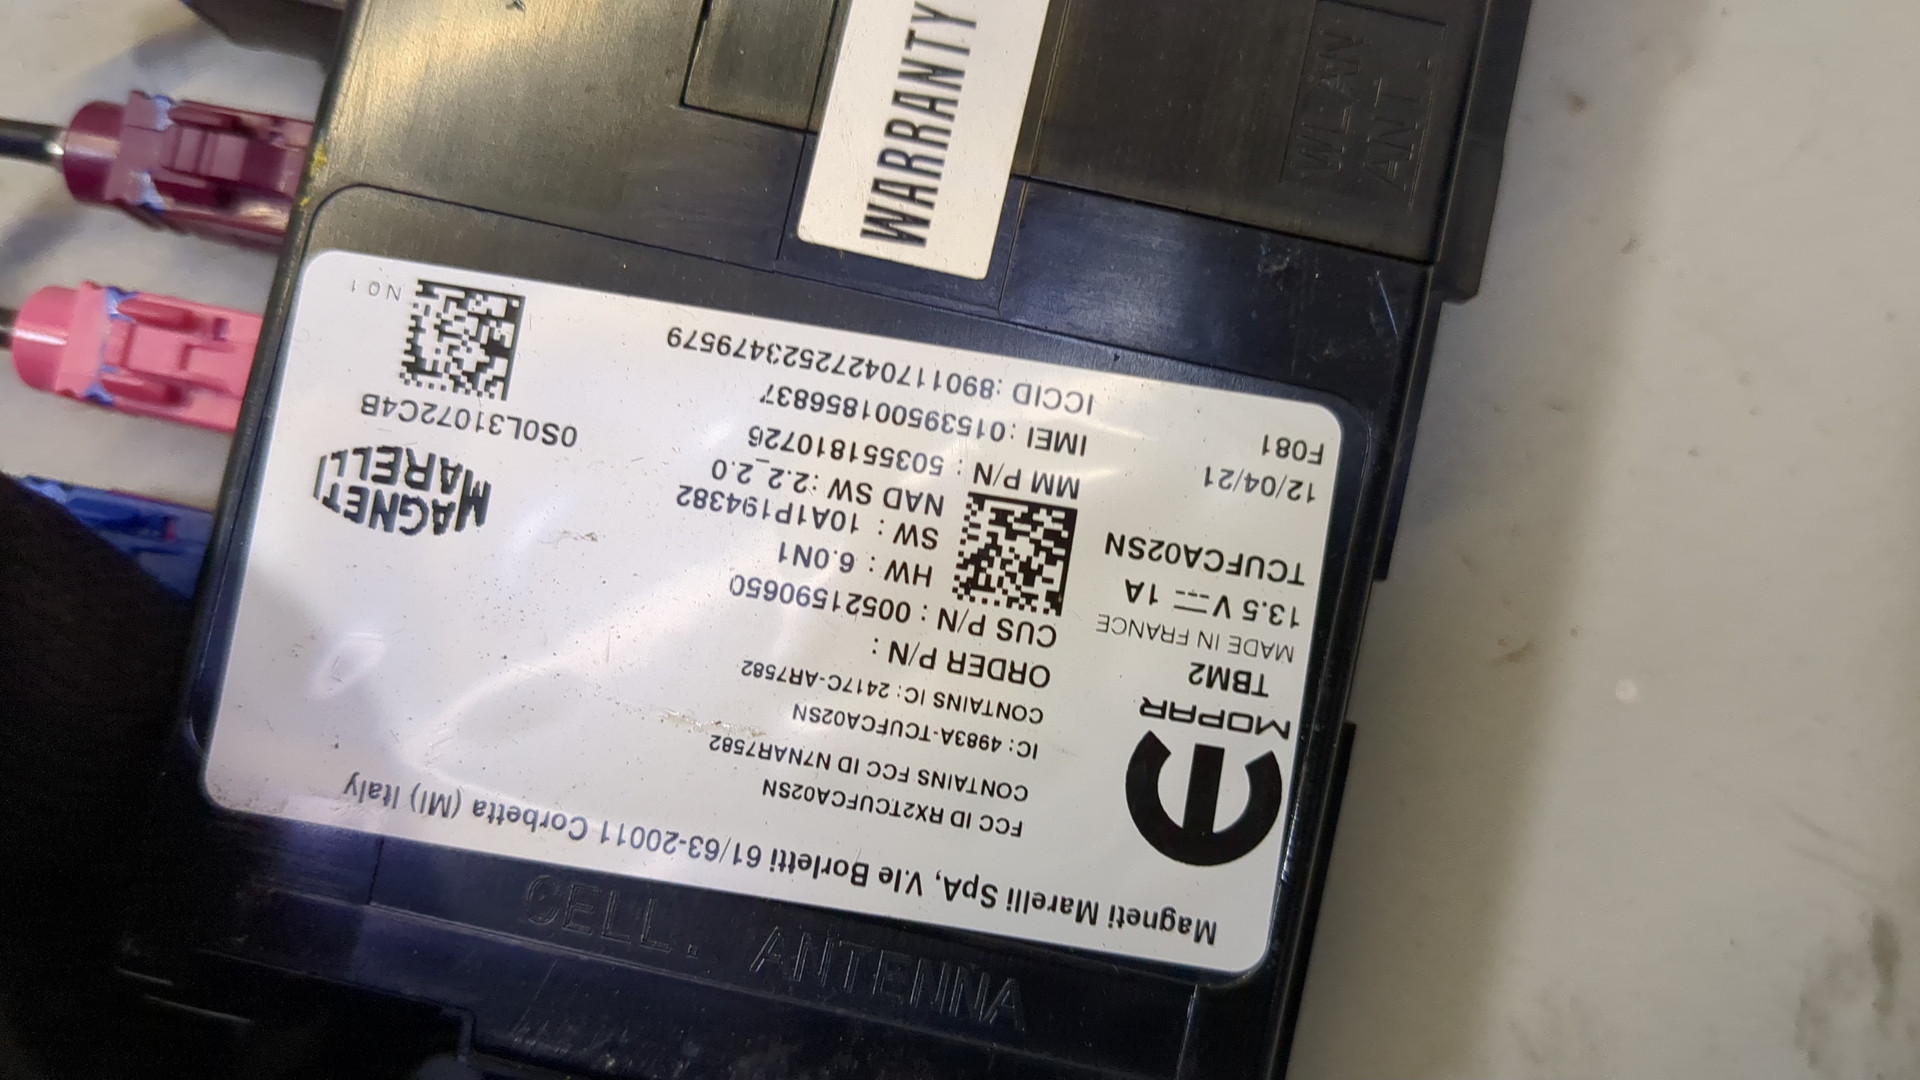 CELL. ANTENNA
Magneti Marelli SpA, V.le Borletti 61/63-20011 Corbetta (MI) Italy
FCC ID RX2TCUFCA02SN
CONTAINS FCC ID N7NAR7582
IC: 4983A-TCUFCA02SN
CONTAINS IC: 2417C-AR7582
MOPAR
TBM2
MADE IN FRANCE
13.5 V 1A
TCUFCA02SN
12/04/21
F081
ORDER P/N :
CUS P/N : 00521590650
HW : 6.0N1
SW : 10A1P194382
NAD SW :2.2_2.0
MM P/N : 503551810726
IMEI :015395001856837
ICCID :89011704272523479579
MAGNETI
MARELLI
0S0L31072C4B
N01
WARRANTY
WLAN
ANT.